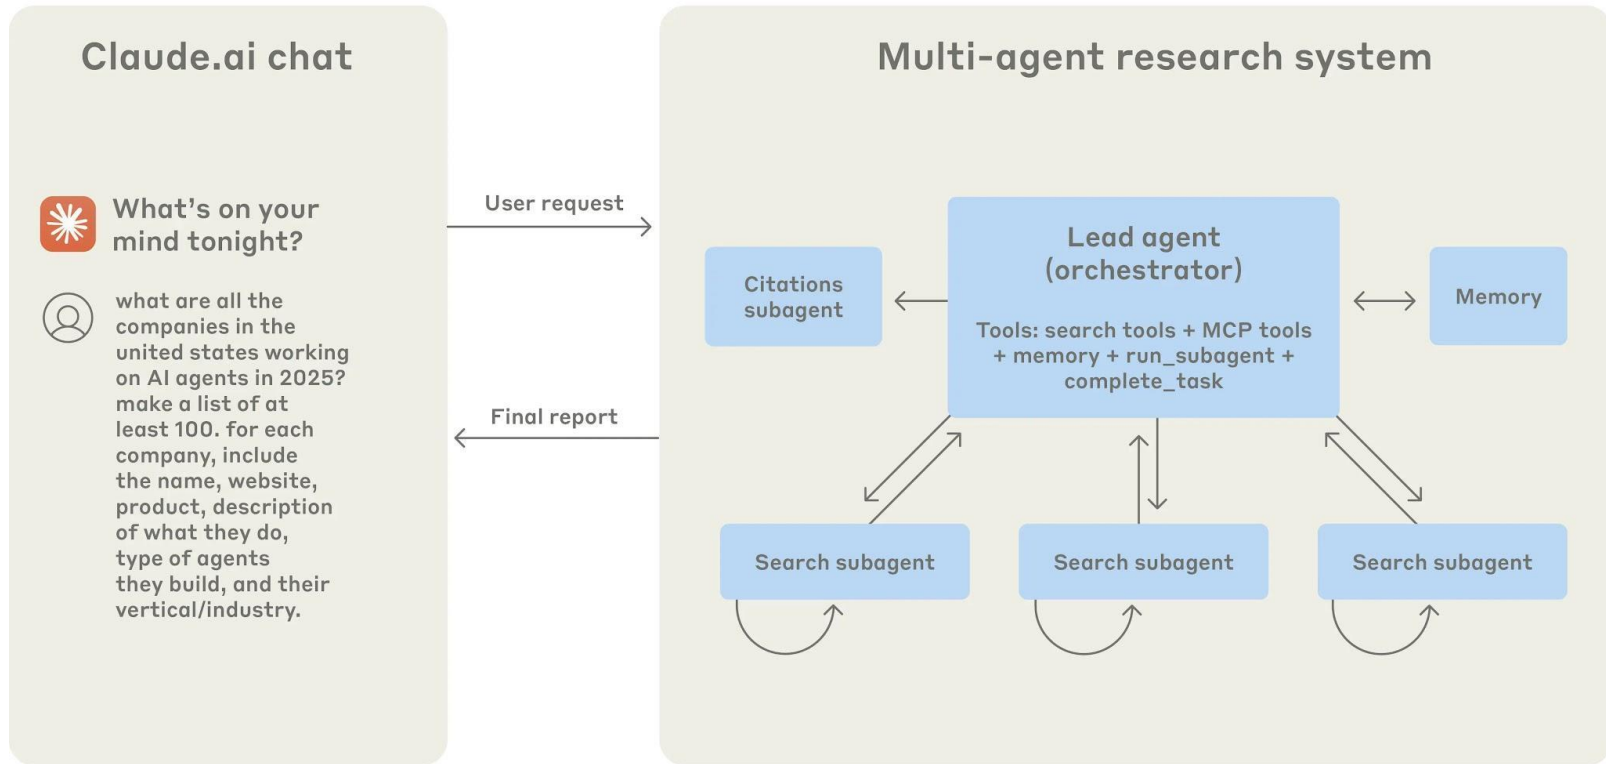 Claude.ai chat
What's on your
mind tonight?
what are all the
companies in the
united states working
on AI agents in 2025?
make a list of at
least 100. for each
company, include
the name, website,
product, description
of what they do,
type of agents
they build, and their
vertical/industry.
User request
Final report
Multi-agent research system
Citations
subagent
Lead agent
(orchestrator)
Tools: search tools + MCP tools
+ memory + run_subagent +
complete_task
Memory
Search subagent
Search subagent
Search subagent